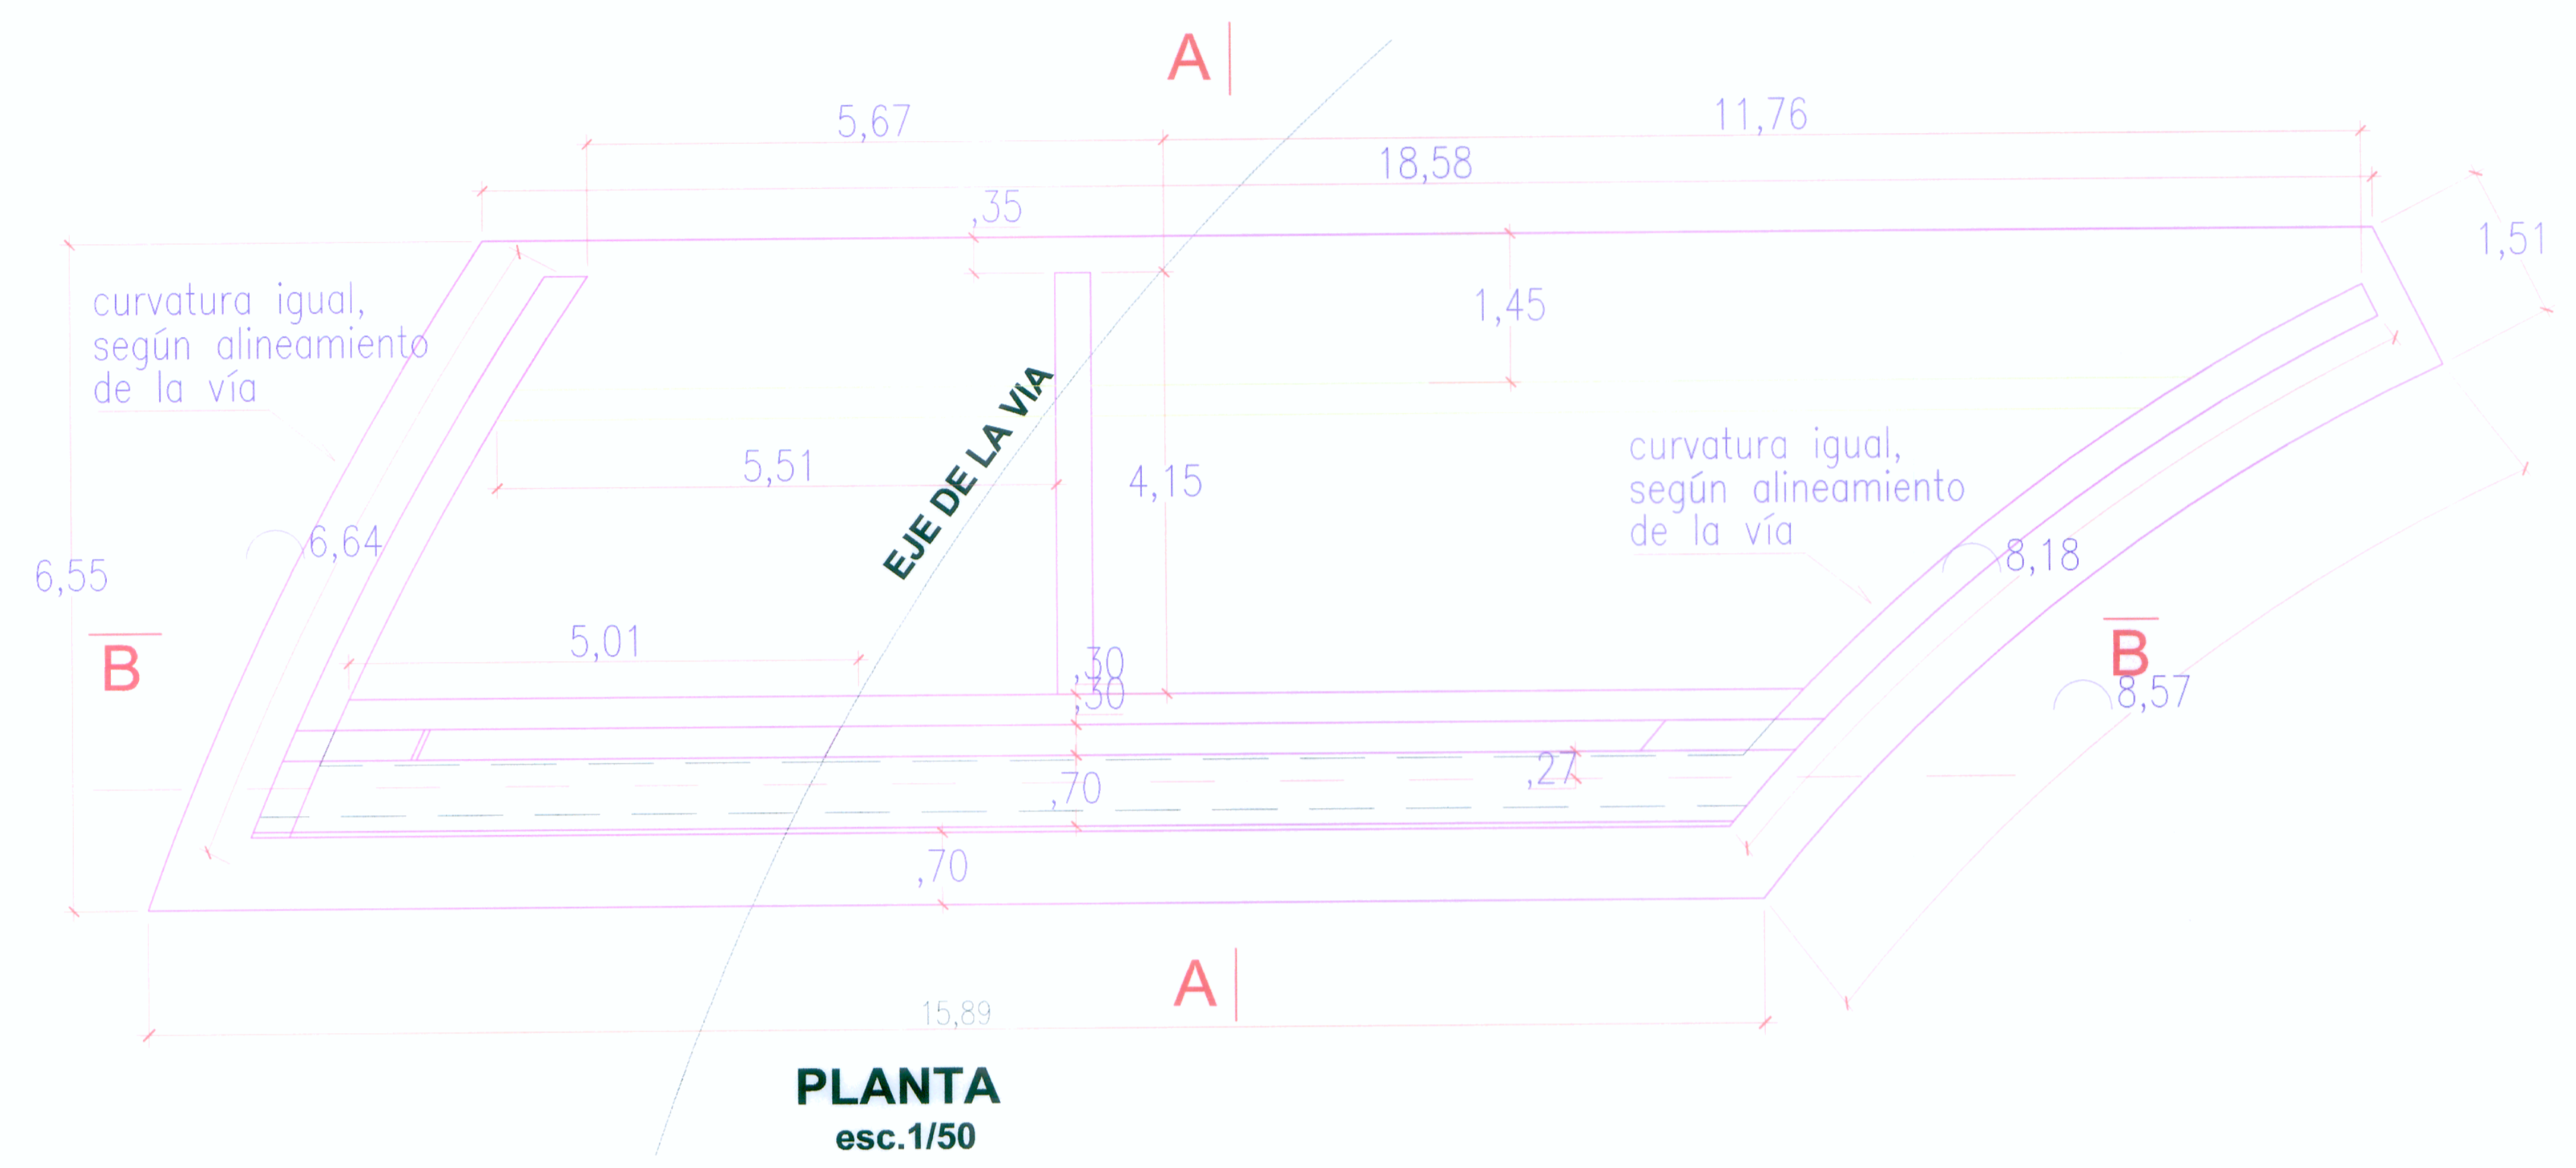 A
5,67
11,76
18,58
,35
1,51
curvatura igual,
según alineamiento
de la vía
1,45
EJE DE LA VIA
5,51
4,15
curvatura igual,
según alineamiento
de la vía
6,64
8,18
6,55
B
5,01
,30
,30
B
8,57
,27
,70
,70
A
15,89
PLANTA
esc.1/50